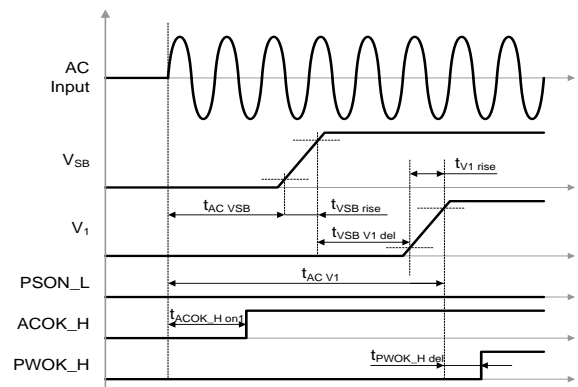 AC
Input
VSB
tV1 rise
tAC VSB
tVSB rise
V1
tVSB V1 del
tAC V1
PSON_L
tACOK_H on1
ACOK_H
tPWOK_H del
PWOK_H